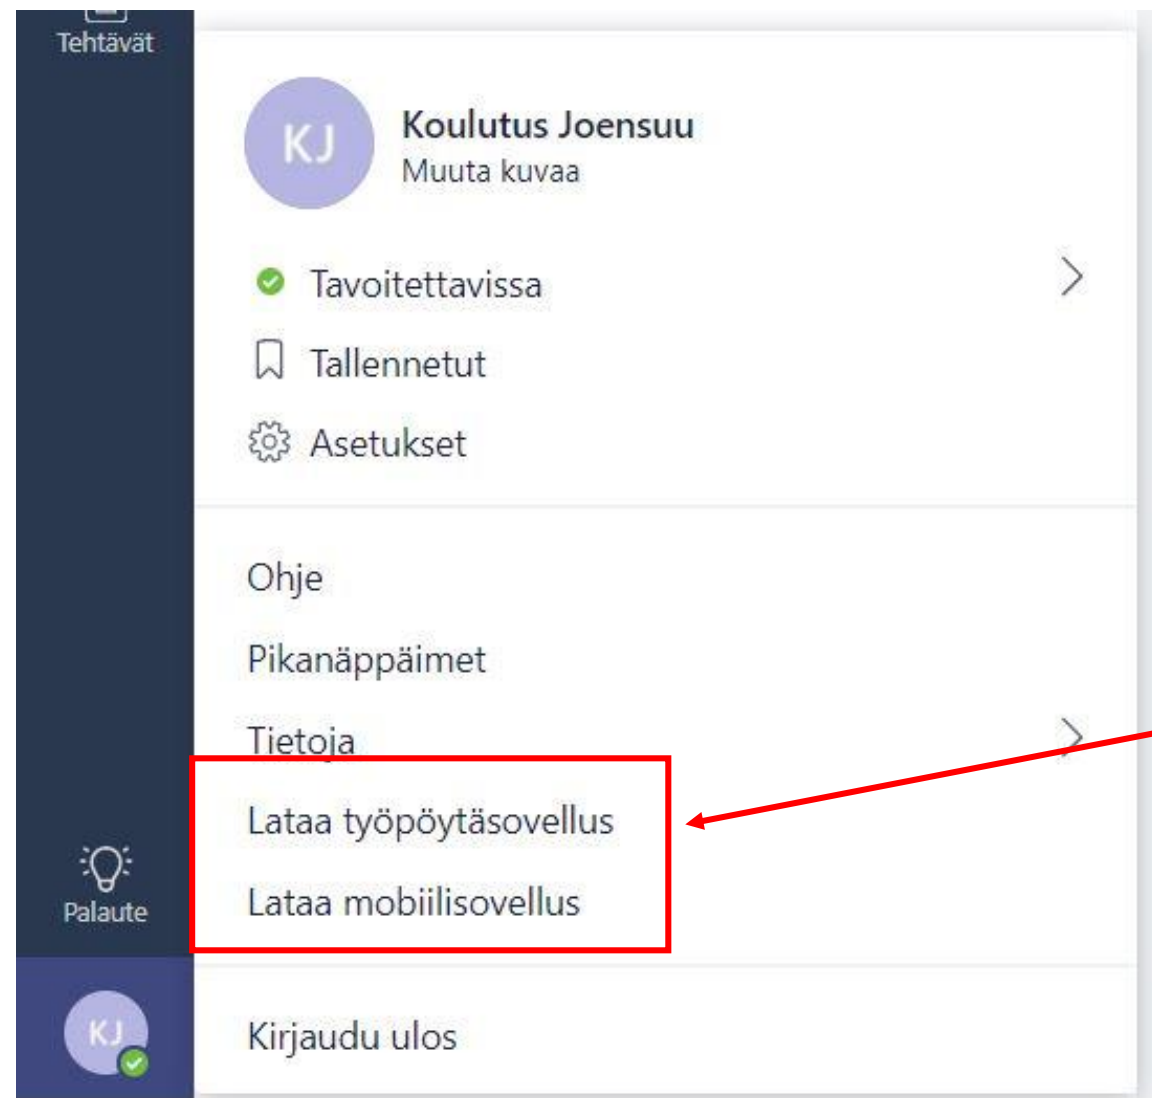 Tehtävät
KJ
Koulutus Joensuu
Muuta kuvaa
Tavoitettavissa
Tallennetut
Asetukset
Ohje
Pikanäppäimet
Tietoja
Lataa työpöytäsovellus
Lataa mobiilisovellus
Palaute
KJ
Kirjaudu ulos